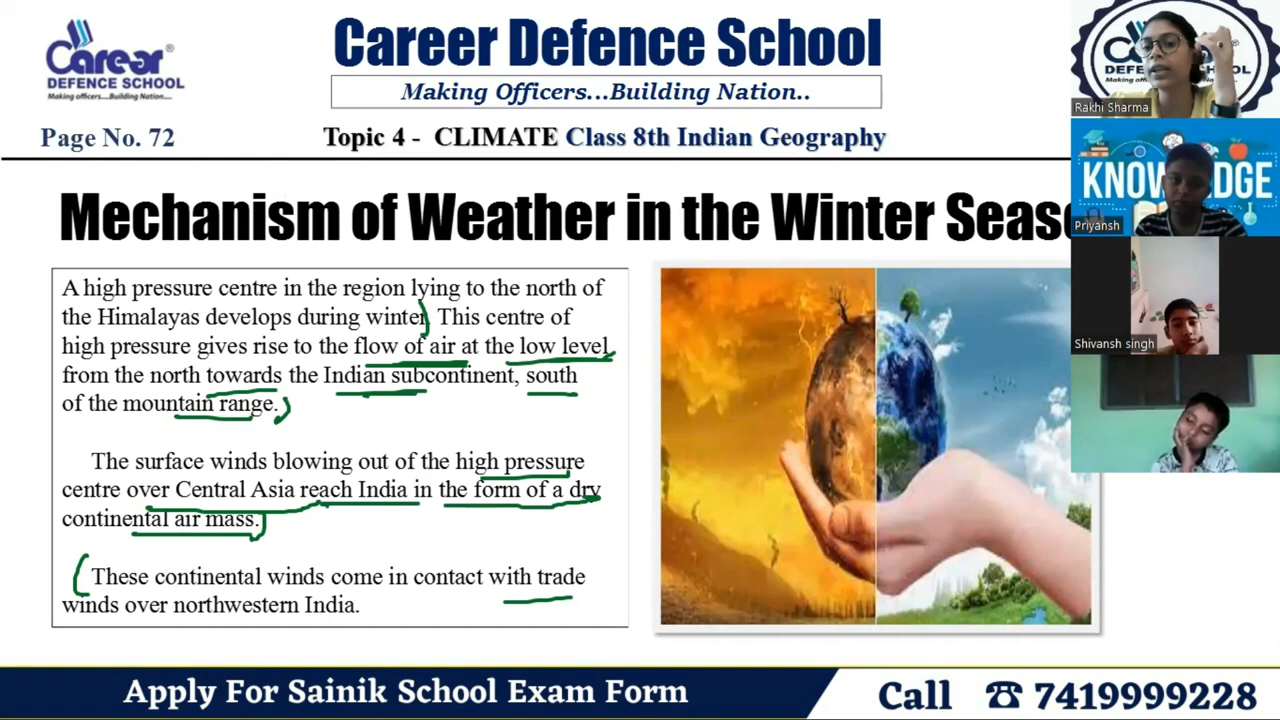 Career
DEFENCE SCHOOL
Making officers....Building Nation....
Career Defence School
Making Officers...Building Nation..
Page No. 72
Topic 4 - CLIMATE Class 8th Indian Geography
Mechanism of Weather in the Winter Seas
A high pressure centre in the region lying to the north of
the Himalayas develops during winter. This centre of
high pressure gives rise to the flow of air at the low level
from the north towards the Indian subcontinent, south
of the mountain range.
The surface winds blowing out of the high pressure
centre over Central Asia reach India in the form of a dry
continental air mass.
These continental winds come in contact with trade
winds over northwestern India.
Rakhi Sharma
KNOW DGE
Priyansh
Shivansh singh
Apply For Sainik School Exam Form
Call ☎ 7419999228